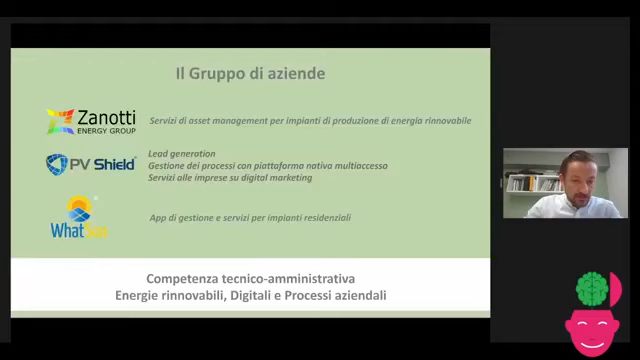 Il Gruppo di aziende
Zanotti
ENERGY GROUP
Servizi di asset management per impianti di produzione di energia rinnovabile
PV Shield
Lead generation
Gestione dei processi con piattaforma nativa multiaccesso
Servizi alle imprese su digital marketing
WhatSun
App di gestione e servizi per impianti residenziali
Competenza tecnico-amministrativa
Energie rinnovabili, Digitali e Processi aziendali